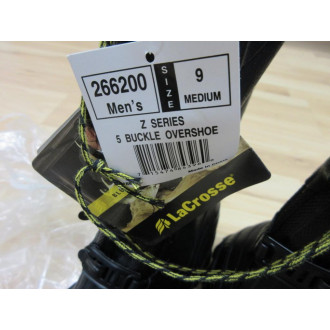 266200
Men's
SIZE
9
MEDIUM
Z SERIES
5 BUCKLE OVERSHOE
LaCrosse